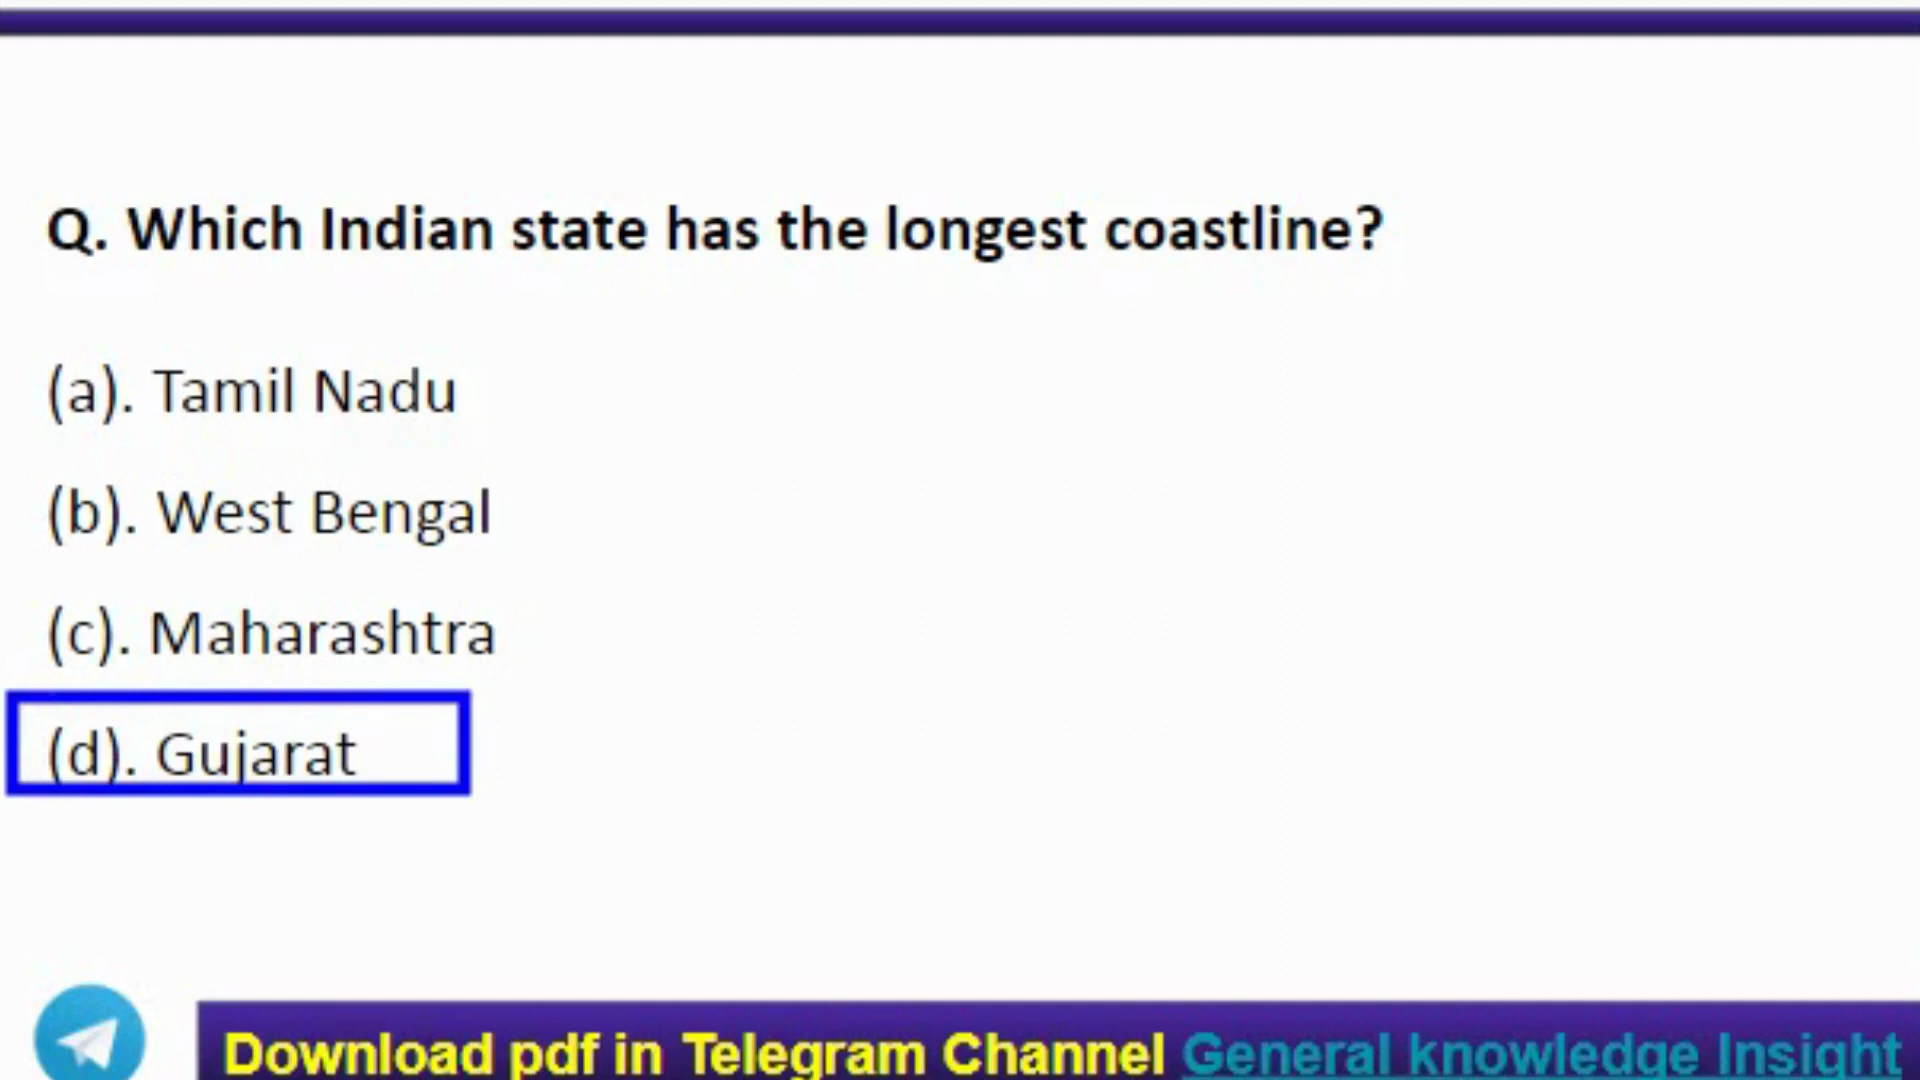 Q. Which Indian state has the longest coastline?
(a). Tamil Nadu
(b). West Bengal
(c). Maharashtra
(d). Gujarat
Download pdf in Telegram Channel General knowledge Insight